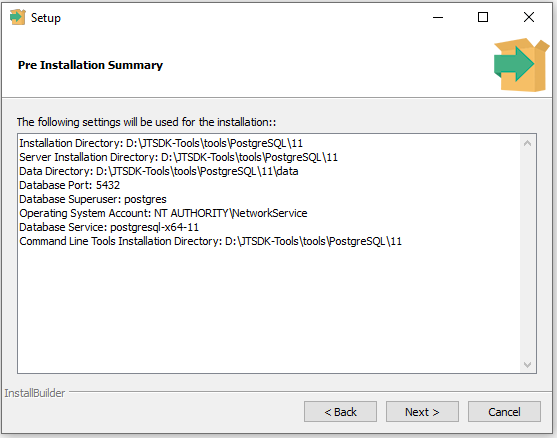 Setup
Pre Installation Summary
The following settings will be used for the installation::
Installation Directory: D:\JTSDK-Tools\tools\PostgreSQL\11
Server Installation Directory: D:\JTSDK-Tools\tools\PostgreSQL\11
Data Directory: D:\JTSDK-Tools\tools\PostgreSQL\11\data
Database Port: 5432
Database Superuser: postgres
Operating System Account: NT AUTHORITY\NetworkService
Database Service: postgresql-x64-11
Command Line Tools Installation Directory: D:\JTSDK-Tools\tools\PostgreSQL\11
InstallBuilder
< Back Next > Cancel